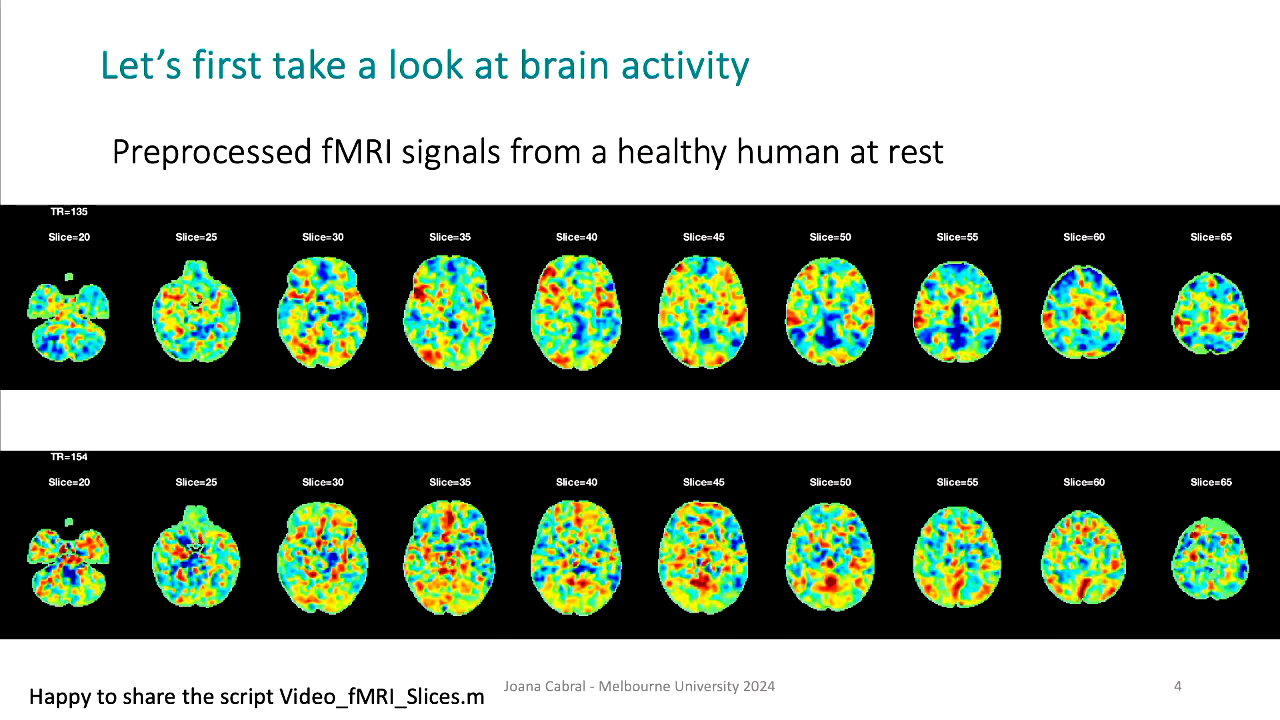 Let’s first take a look at brain activity
Preprocessed fMRI signals from a healthy human at rest
TR=135
Slice=20 Slice=25 Slice=30 Slice=35 Slice=40 Slice=45 Slice=50 Slice=55 Slice=60 Slice=65
TR=154
Slice=20 Slice=25 Slice=30 Slice=35 Slice=40 Slice=45 Slice=50 Slice=55 Slice=60 Slice=65
Happy to share the script Video_fMRI_Slices.m
Joana Cabral - Melbourne University 2024
4